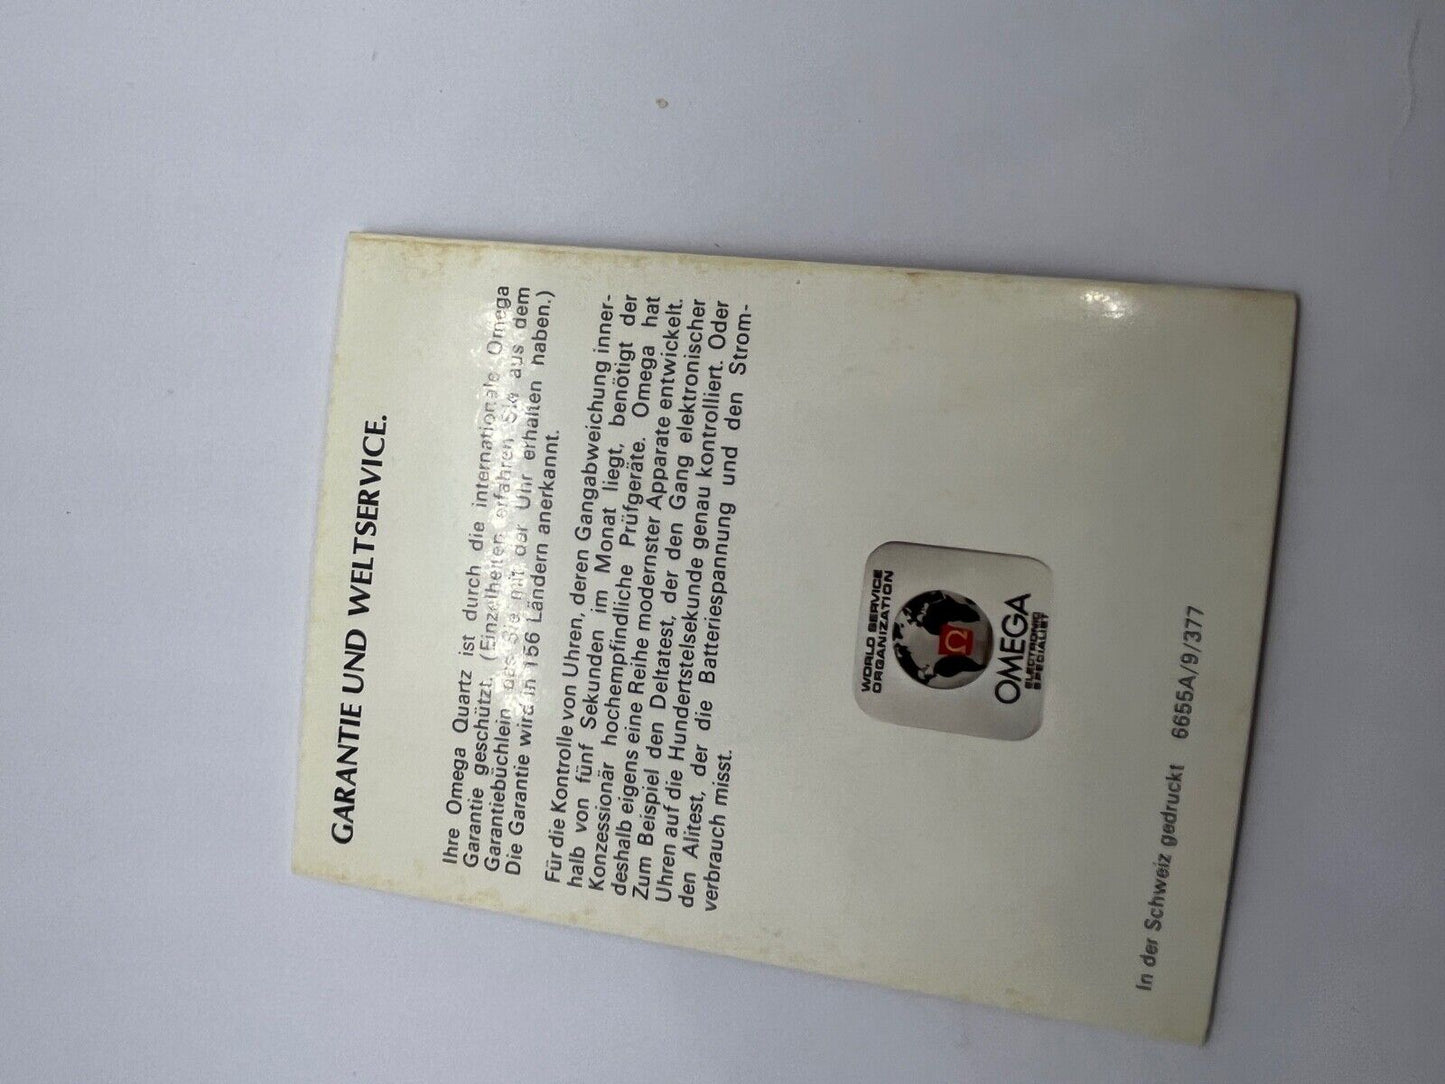 GARANTIE UND WELTSERVICE.
Ihre Omega Quartz ist durch die internationale Omega
Garantie geschützt. (Einzelheiten erfahren Sie aus dem
Garantiebüchlein, das Sie mit der Uhr erhalten haben.)
Die Garantie wird in 156 Ländern anerkannt.
Für die Kontrolle von Uhren, deren Gangabweichung inner-
halb von fünf Sekunden im Monat liegt, benötigt der
Konzessionär hochempfindliche Prüfgeräte. Omega hat
deshalb eigens eine Reihe modernster Apparate entwickelt.
Zum Beispiel den Deltatest, der den Gang elektronischer
Uhren auf die Hundertstelsekunde genau kontrolliert. Oder
den Alitest, der die Batteriespannung und den Strom-
verbrauch misst.
WORLD SERVICE
ORGANIZATION
Ω
OMEGA
ELECTRONIC
SPECIALIST
In der Schweiz gedruckt 6655A/9/377